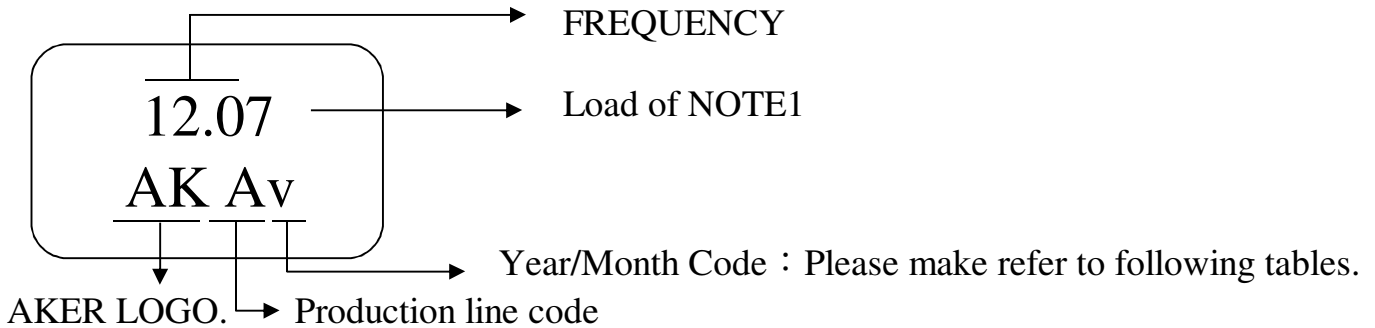 FREQUENCY
12.07
Load of NOTE1
AK Av
Year/Month Code：Please make refer to following tables.
AKER LOGO.
Production line code